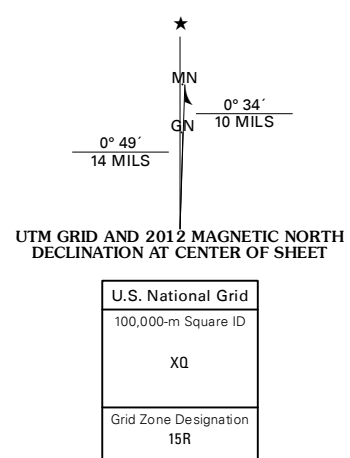 ★
MN
0° 34´
10 MILS
GN
0° 49´
14 MILS
UTM GRID AND 2012 MAGNETIC NORTH
DECLINATION AT CENTER OF SHEET
U.S. National Grid
100,000-m Square ID
XQ
Grid Zone Designation
15R